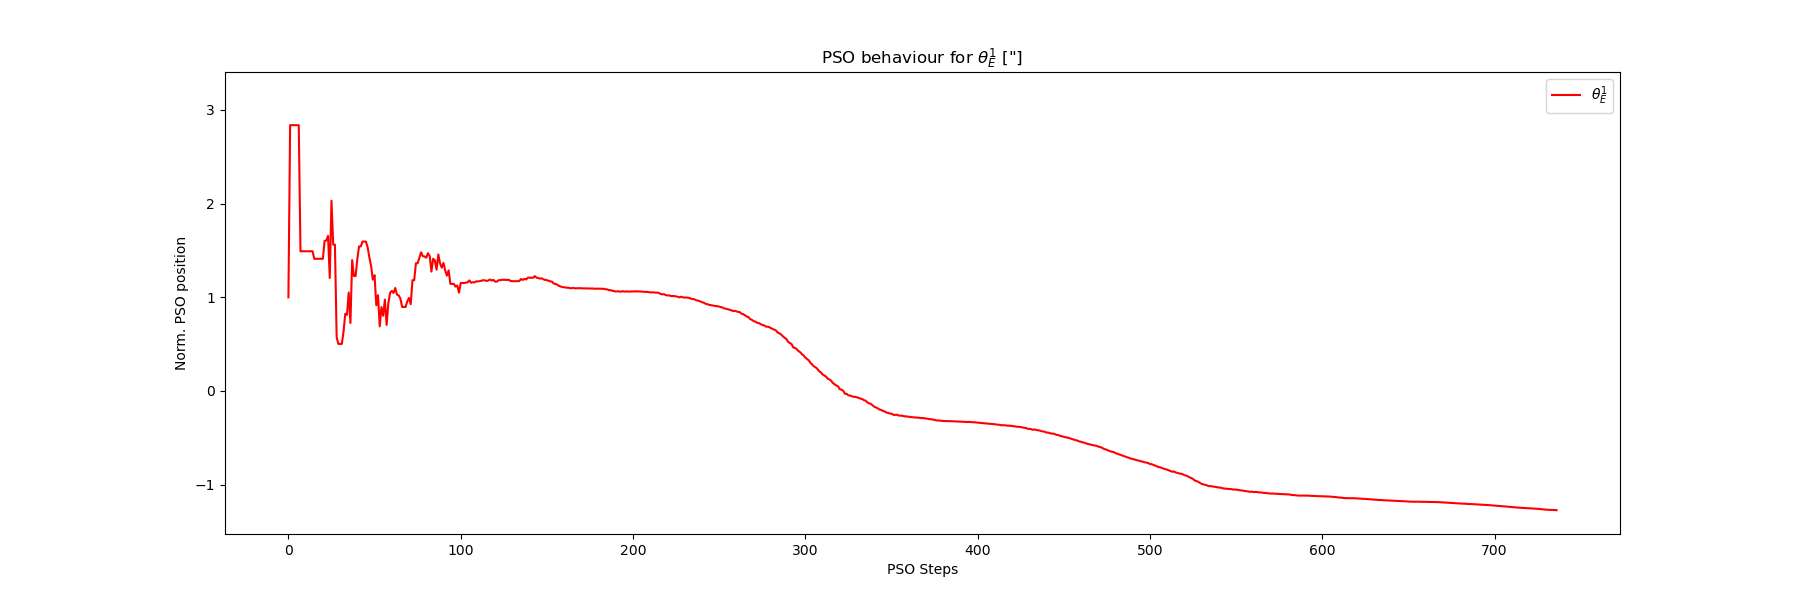 PSO behaviour for θ_E^1 ["]
θ_E^1
Norm. PSO position
3
2
1
0
−1
0 100 200 300 400 500 600 700
PSO Steps